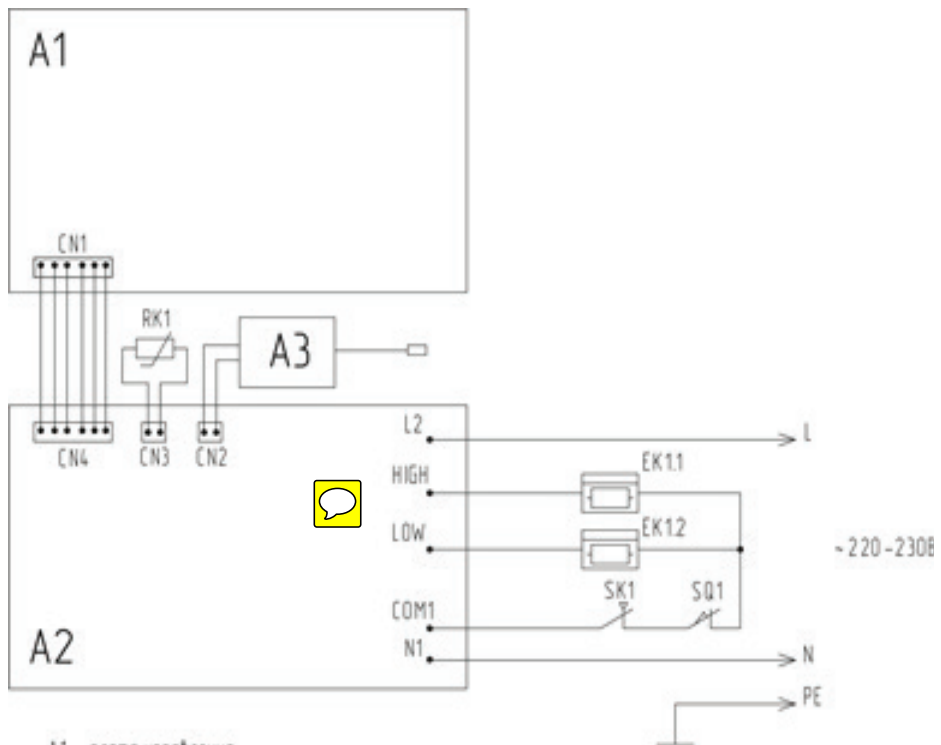 A1
CN1
RK1
A3
CN4
CN3
CN2
L2
L
HIGH
EK1.1
LOW
EK1.2
~220-230В
SK1
SQ1
COM1
A2
N1
N
PE